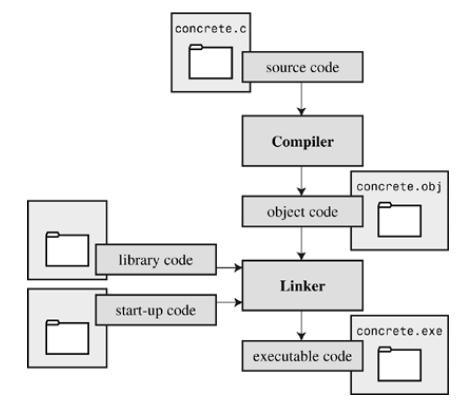 concrete.c
source code
Compiler
concrete.obj
object code
library code
Linker
start-up code
concrete.exe
executable code